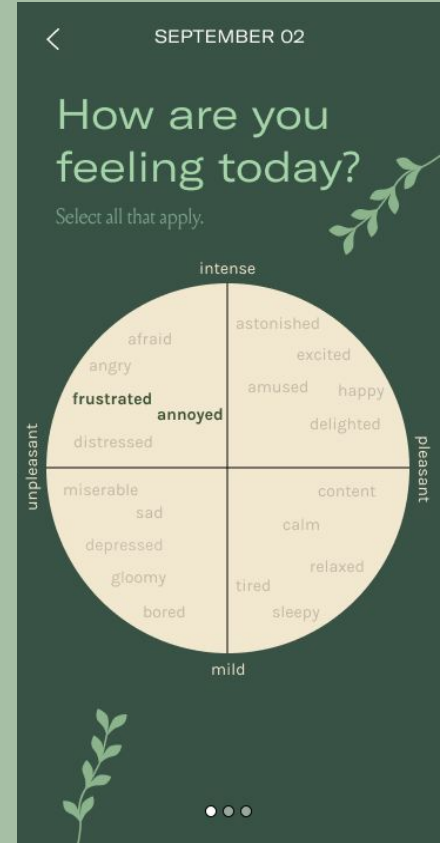 SEPTEMBER 02
How are you
feeling today?
Select all that apply.
intense
astonished
afraid
excited
angry
amused
happy
frustrated
annoyed
delighted
distressed
unpleasant
pleasant
miserable
content
sad
calm
depressed
relaxed
gloomy
tired
bored
sleepy
mild